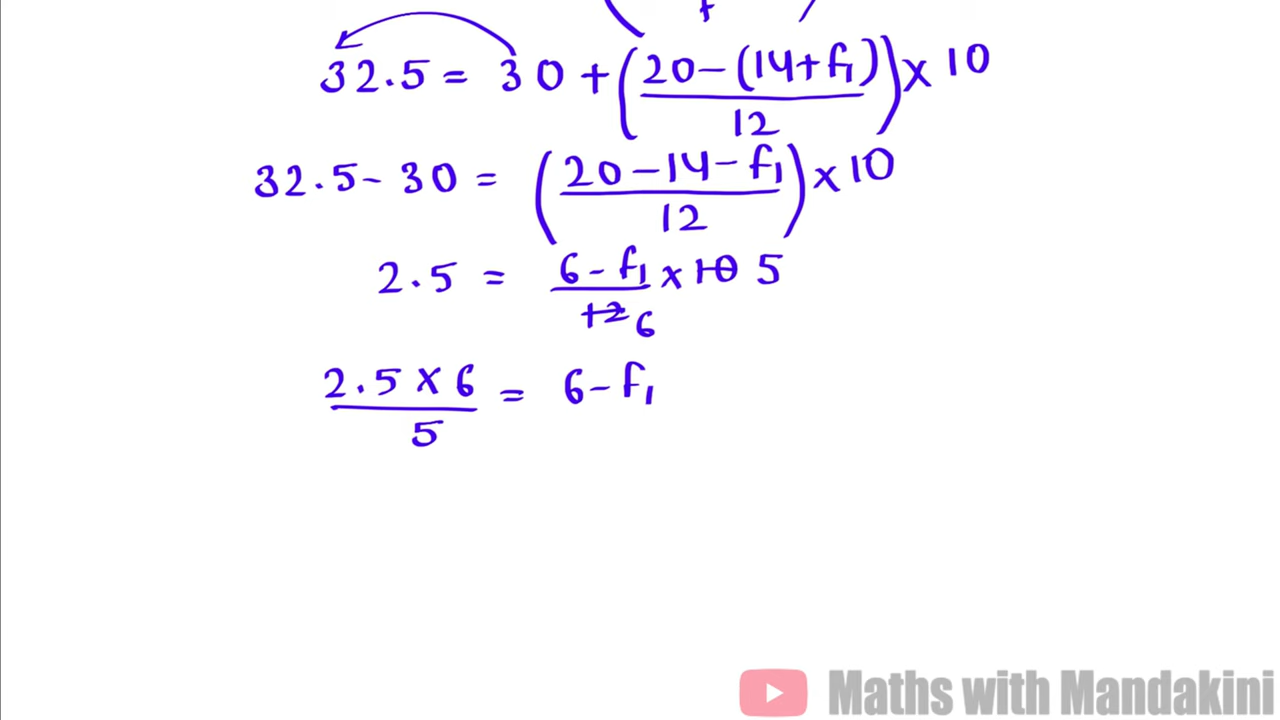 32.5 = 30 + (20-(14+f₁)/12) × 10
32.5 - 30 = (20-14-f₁/12) × 10
2.5 = 6-f₁/12 6 × 10 5
2.5 × 6/5 = 6 - f₁
Maths with Mandakini